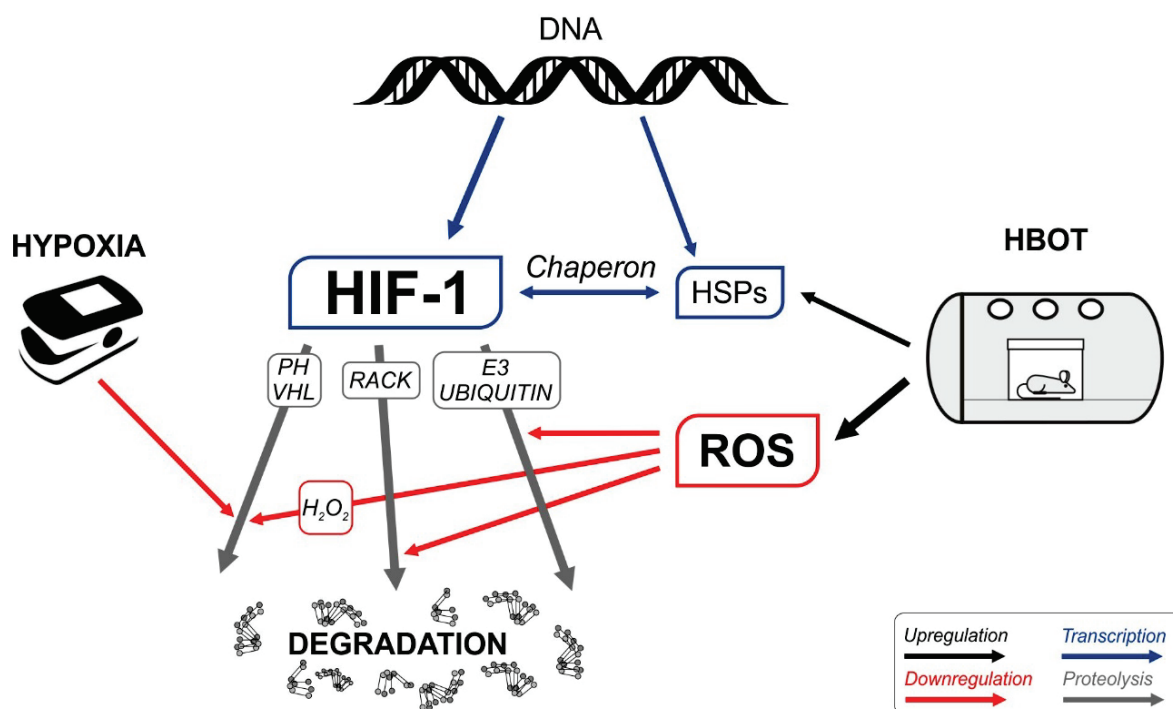 DNA
HYPOXIA
HBOT
HIF-1
Chaperon
HSPs
PH
VHL
RACK
E3
UBIQUITIN
ROS
H₂O₂
DEGRADATION
Upregulation
Transcription
Downregulation
Proteolysis